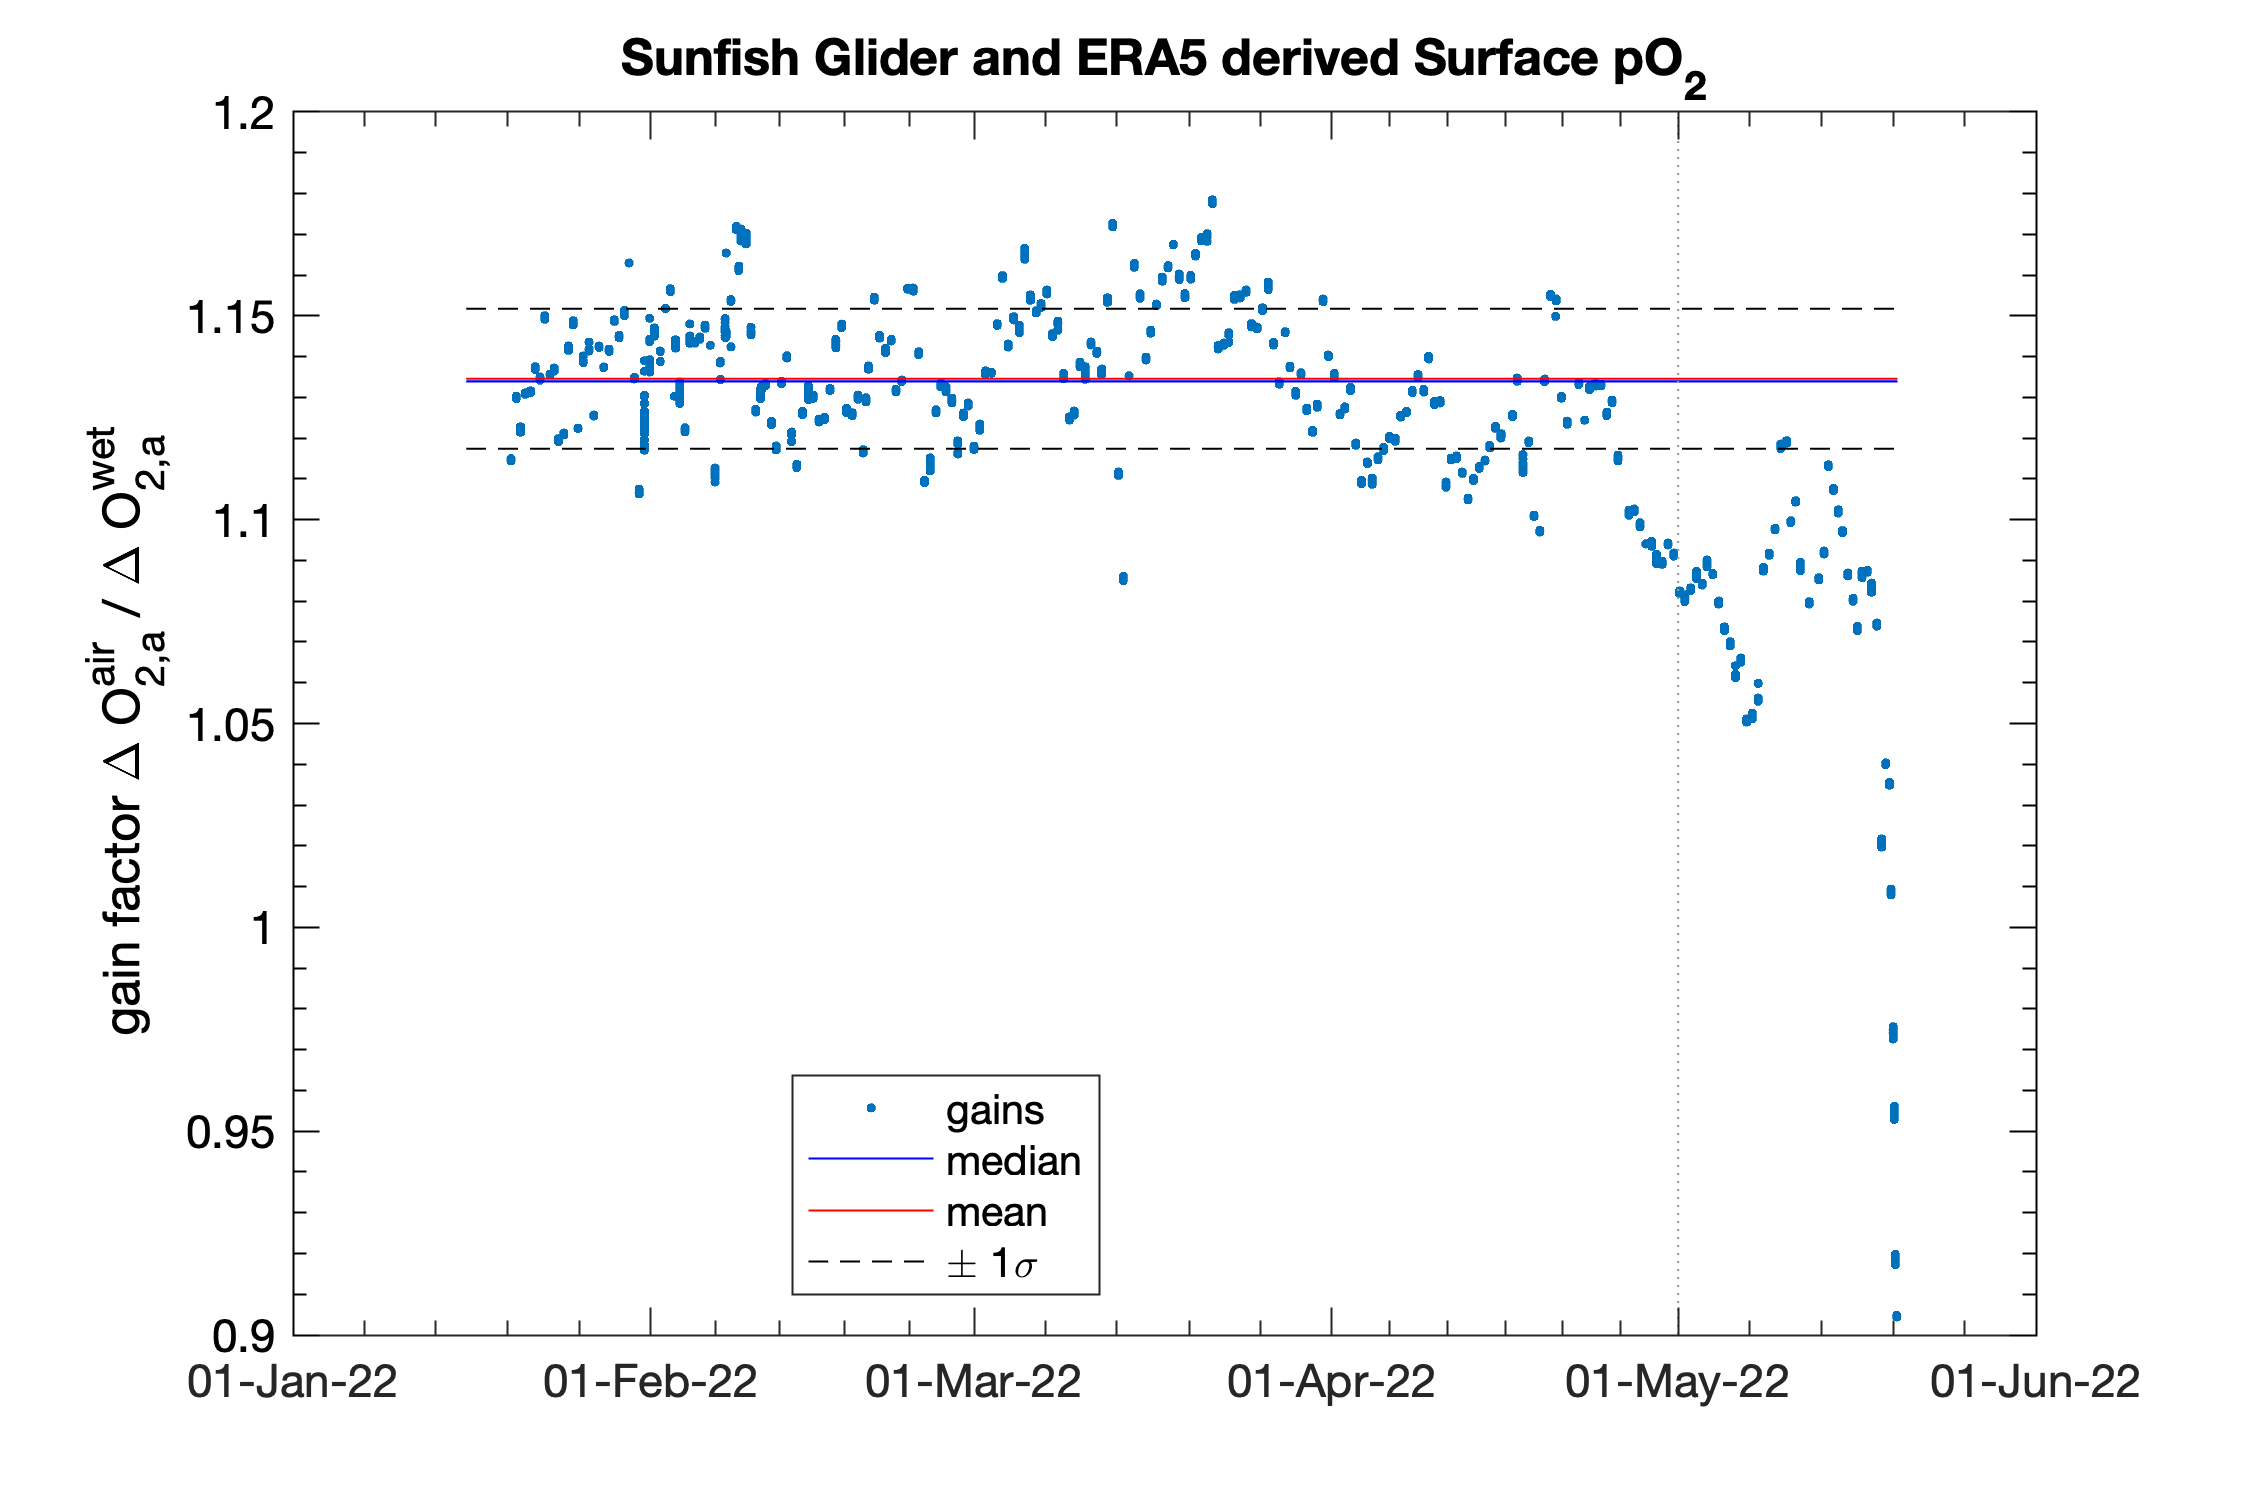 Sunfish Glider and ERA5 derived Surface pO₂
gain factor Δ O₂,ₐᵃⁱʳ / Δ O₂,ₐʷᵉᵗ
1.2
1.15
1.1
1.05
1
0.95
0.9
01-Jan-22
01-Feb-22
01-Mar-22
01-Apr-22
01-May-22
01-Jun-22
gains
median
mean
± 1σ